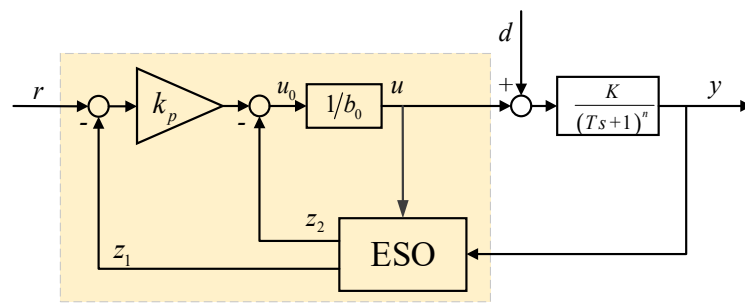 d
r
-
k_p
-
u_0
1/b_0
u
+
K
(Ts+1)^n
y
z_2
z_1
ESO